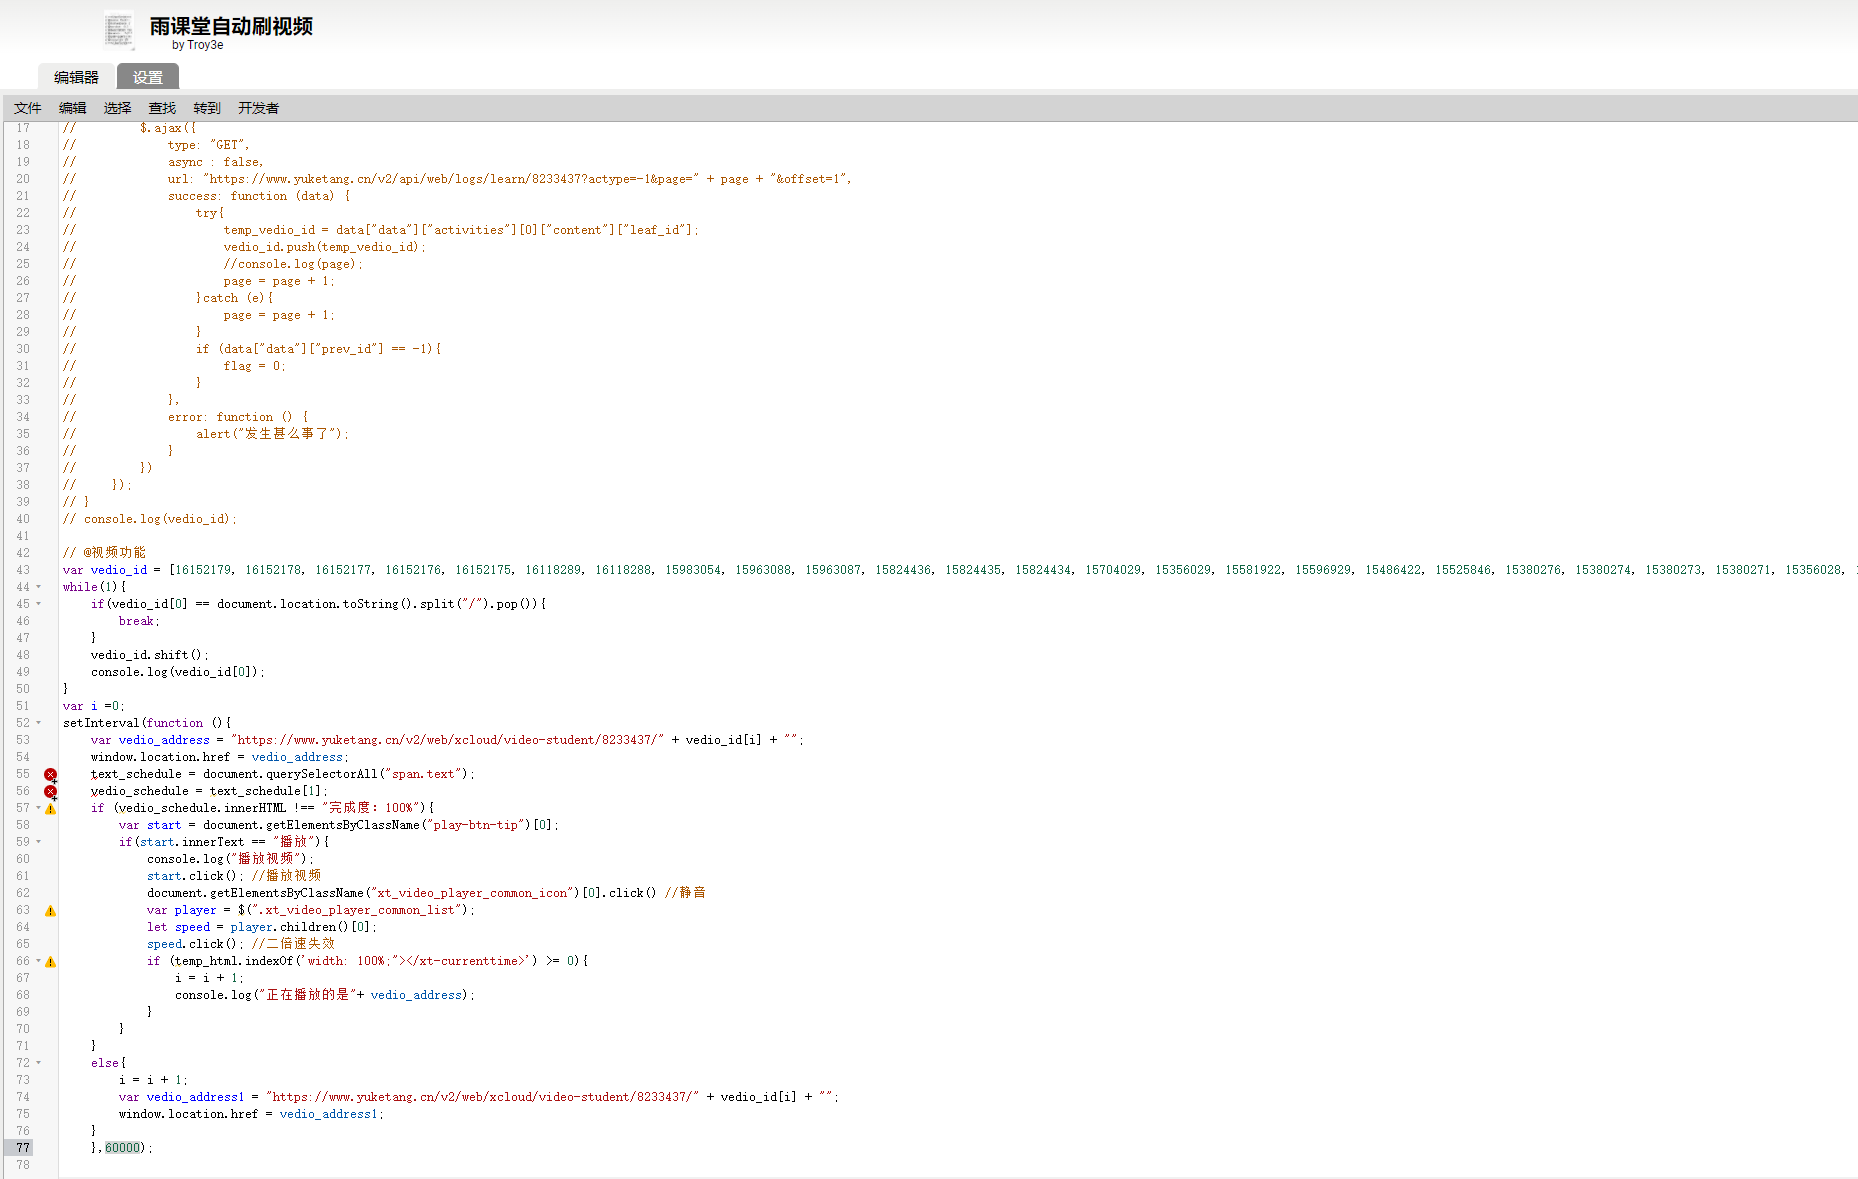 雨课堂自动刷视频
by Troy3e
编辑器 设置
文件 编辑 选择 查找 转到 开发者
17 //         $.ajax({
18 //             type: "GET",
19 //             async : false,
20 //             url: "https://www.yuketang.cn/v2/api/web/logs/learn/8233437?actype=-1&page=" + page + "&offset=1",
21 //             success: function (data) {
22 //                 try{
23 //                     temp_vedio_id = data["data"]["activities"][0]["content"]["leaf_id"];
24 //                     vedio_id.push(temp_vedio_id);
25 //                     //console.log(page);
26 //                     page = page + 1;
27 //                 }catch (e){
28 //                     page = page + 1;
29 //                 }
30 //                 if (data["data"]["prev_id"] == -1){
31 //                     flag = 0;
32 //                 }
33 //             },
34 //             error: function () {
35 //                 alert("发生甚么事了");
36 //             }
37 //         })
38 //     });
39 // }
40 // console.log(vedio_id);
41
42 // @视频功能
43 var vedio_id = [16152179, 16152178, 16152177, 16152176, 16152175, 16118289, 16118288, 15983054, 15963088, 15963087, 15824436, 15824435, 15824434, 15704029, 15356029, 15581922, 15596929, 15486422, 15525846, 15380276, 15380274, 15380273, 15380271, 15356028,
44 while(1){
45     if(vedio_id[0] == document.location.toString().split("/").pop()){
46         break;
47     }
48     vedio_id.shift();
49     console.log(vedio_id[0]);
50 }
51 var i =0;
52 setInterval(function (){
53     var vedio_address = "https://www.yuketang.cn/v2/web/xcloud/video-student/8233437/" + vedio_id[i] + "";
54     window.location.href = vedio_address;
55     text_schedule = document.querySelectorAll("span.text");
56     vedio_schedule = text_schedule[1];
57     if (vedio_schedule.innerHTML !== "完成度：100%"){
58         var start = document.getElementsByClassName("play-btn-tip")[0];
59         if(start.innerText == "播放"){
60             console.log("播放视频");
61             start.click(); //播放视频
62             document.getElementsByClassName("xt_video_player_common_icon")[0].click() //静音
63             var player = $(".xt_video_player_common_list");
64             let speed = player.children()[0];
65             speed.click(); //二倍速失效
66             if (temp_html.indexOf('width: 100%;"></xt-currenttime>') >= 0){
67                 i = i + 1;
68                 console.log("正在播放的是"+ vedio_address);
69             }
70         }
71     }
72     else{
73         i = i + 1;
74         var vedio_address1 = "https://www.yuketang.cn/v2/web/xcloud/video-student/8233437/" + vedio_id[i] + "";
75         window.location.href = vedio_address1;
76     }
77     },60000);
78